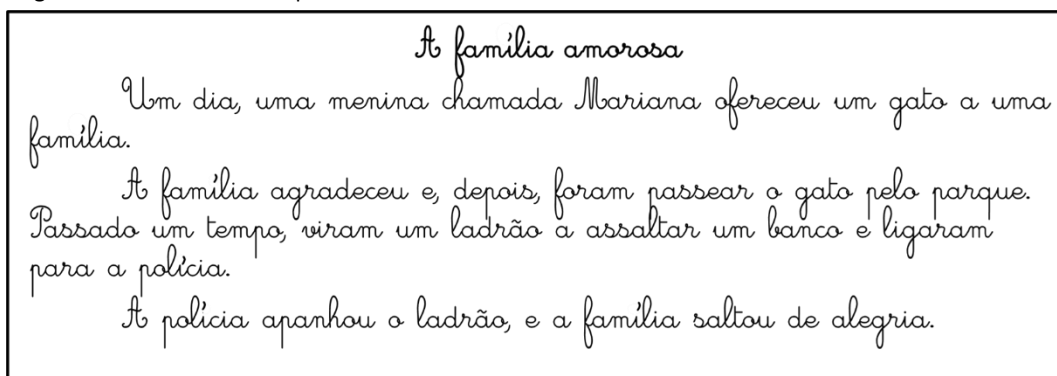 A família amorosa
Um dia, uma menina chamada Mariana ofereceu um gato a uma
família.
A família agradeceu e, depois, foram passear o gato pelo parque.
Passado um tempo, viram um ladrão a assaltar um banco e ligaram
para a polícia.
A polícia apanhou o ladrão, e a família saltou de alegria.